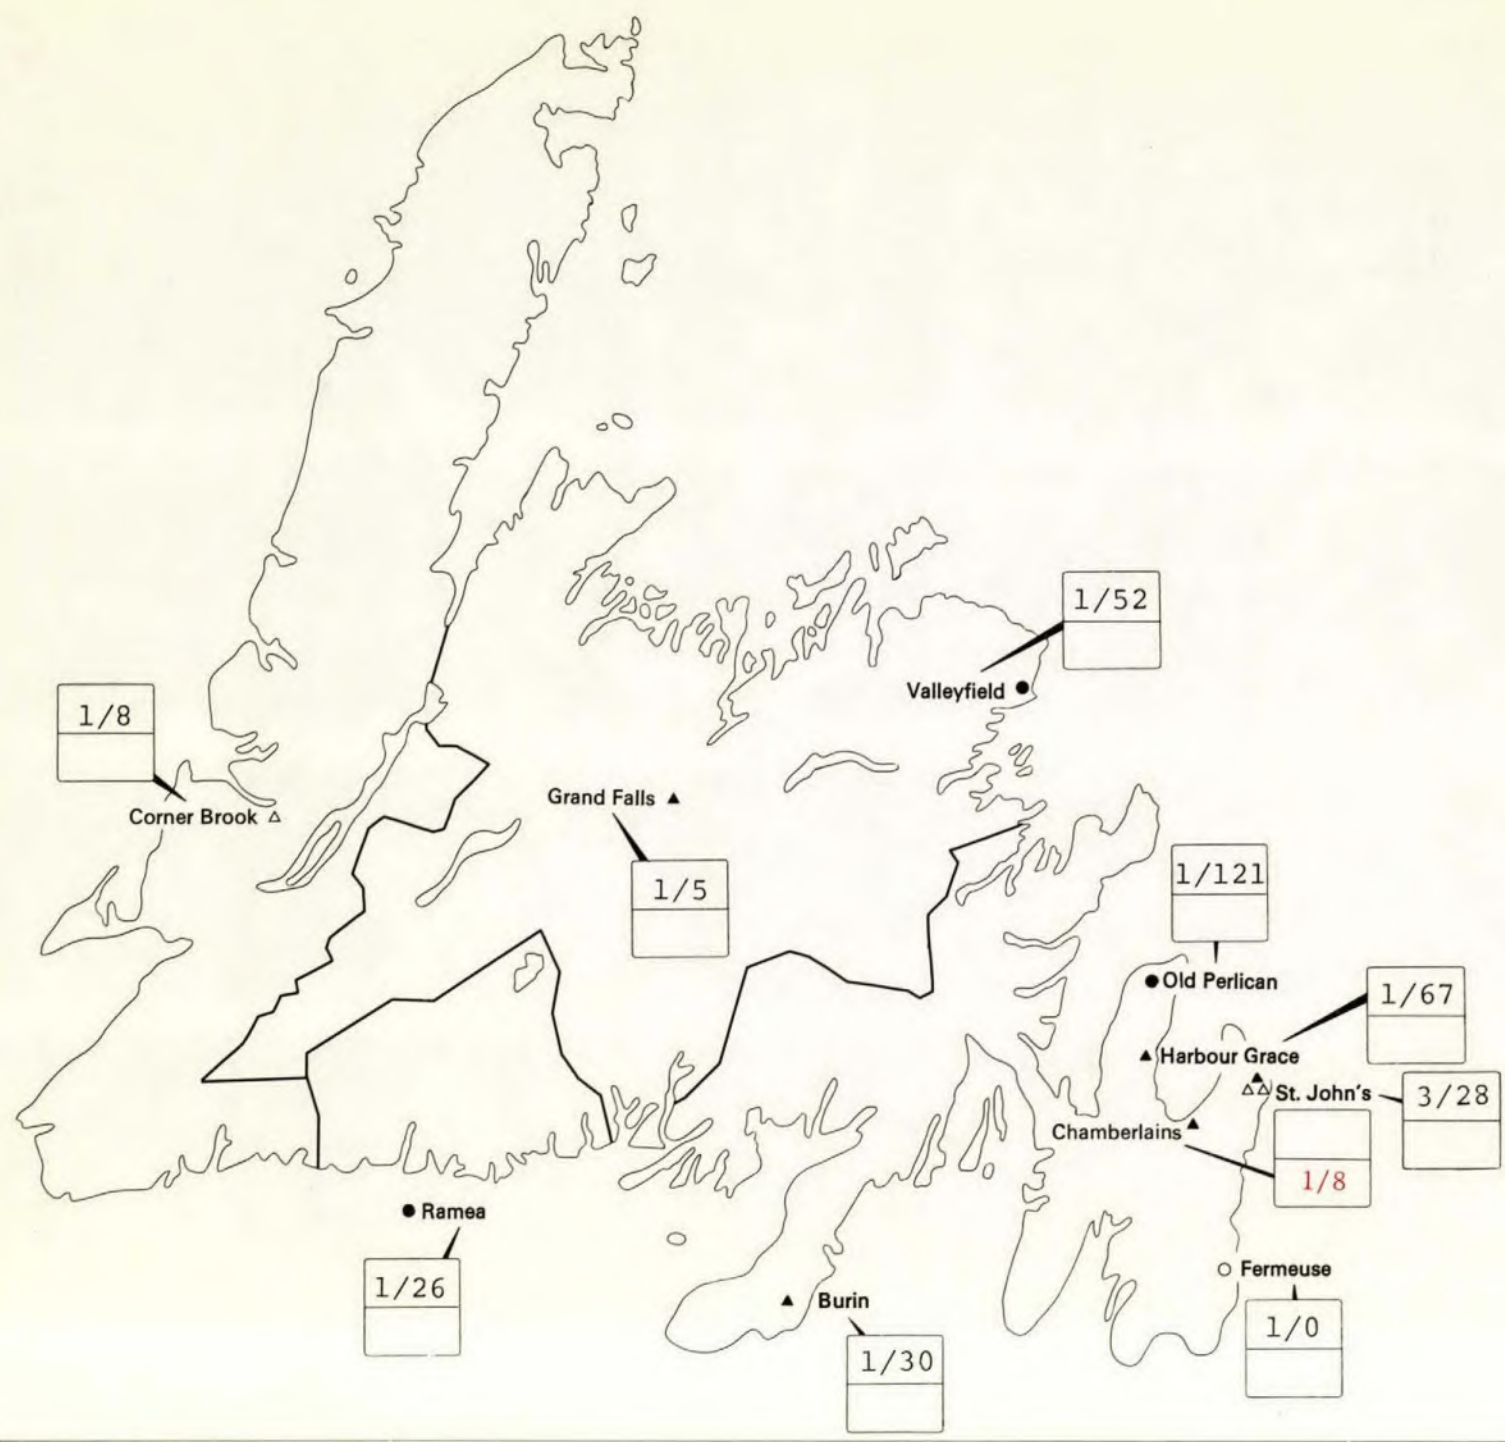 1/52
Valleyfield
1/8
Corner Brook
Grand Falls
1/5
1/121
Old Perlican
1/67
Harbour Grace
St. John's
3/28
Chamberlains
1/8
Ramea
1/26
Fermeuse
1/0
Burin
1/30